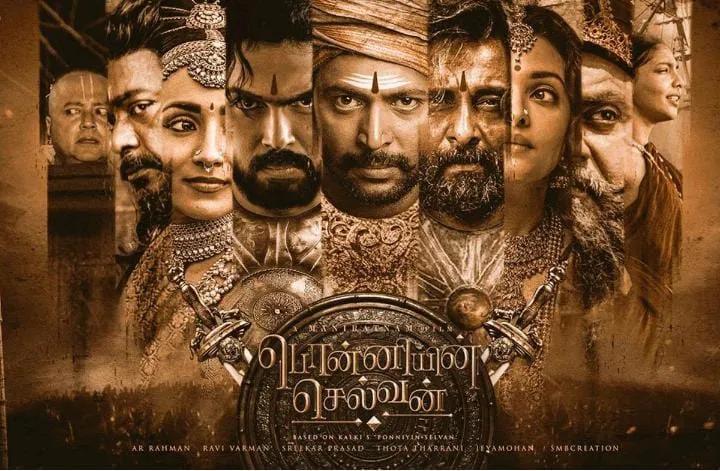 A MANIRATNAM FILM
பொன்னியின்
செல்வன்
BASED ON KALKI'S "PONNIYIN SELVAN"
AR RAHMAN RAVI VARMAN SREEKAR PRASAD THOTA THARRANI JEYAMOHAN / SMBCREATION